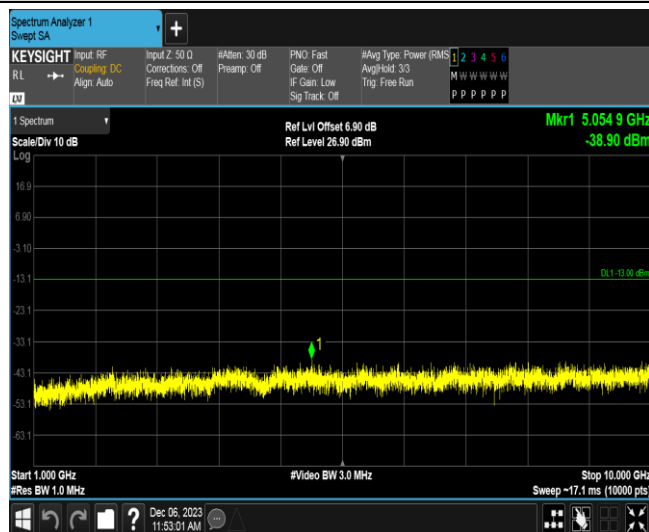 Spectrum Analyzer 1
Swept SA
+
KEYSIGHT
RL
LXI
Input: RF
Coupling: DC
Align: Auto
Input Z: 50 Ω
Corrections: Off
Freq Ref: Int (S)
#Atten: 30 dB
Preamp: Off
PNO: Fast
Gate: Off
IF Gain: Low
Sig Track: Off
#Avg Type: Power (RMS
Avg|Hold: 3/3
Trig: Free Run
1 2 3 4 5 6
M W W W W W
P P P P P P
1 Spectrum
Scale/Div 10 dB
Log
Ref Lvl Offset 6.90 dB
Ref Level 26.90 dBm
Mkr1 5.054 9 GHz
-38.90 dBm
16.9
6.90
-3.10
-13.1
DL1 -13.00 dBm
-23.1
-33.1
1
-43.1
-53.1
-63.1
Start 1.000 GHz
#Res BW 1.0 MHz
#Video BW 3.0 MHz
Stop 10.000 GHz
Sweep ~17.1 ms (10000 pts)
?
Dec 06, 2023
11:53:01 AM